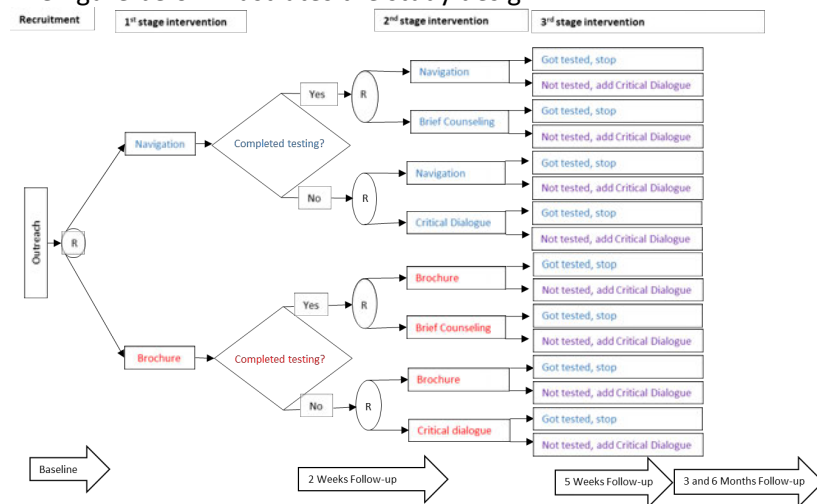 Recruitment
1st stage intervention
2nd stage intervention
3rd stage intervention
Outreach
R
Navigation
Completed testing?
Yes
R
Navigation
Got tested, stop
Not tested, add Critical Dialogue
Brief Counseling
Got tested, stop
Not tested, add Critical Dialogue
No
R
Navigation
Got tested, stop
Not tested, add Critical Dialogue
Critical Dialogue
Got tested, stop
Not tested, add Critical Dialogue
Brochure
Completed testing?
Yes
R
Brochure
Got tested, stop
Not tested, add Critical Dialogue
Brief Counseling
Got tested, stop
Not tested, add Critical Dialogue
No
R
Brochure
Got tested, stop
Not tested, add Critical Dialogue
Critical dialogue
Got tested, stop
Not tested, add Critical Dialogue
Baseline
2 Weeks Follow-up
5 Weeks Follow-up
3 and 6 Months Follow-up